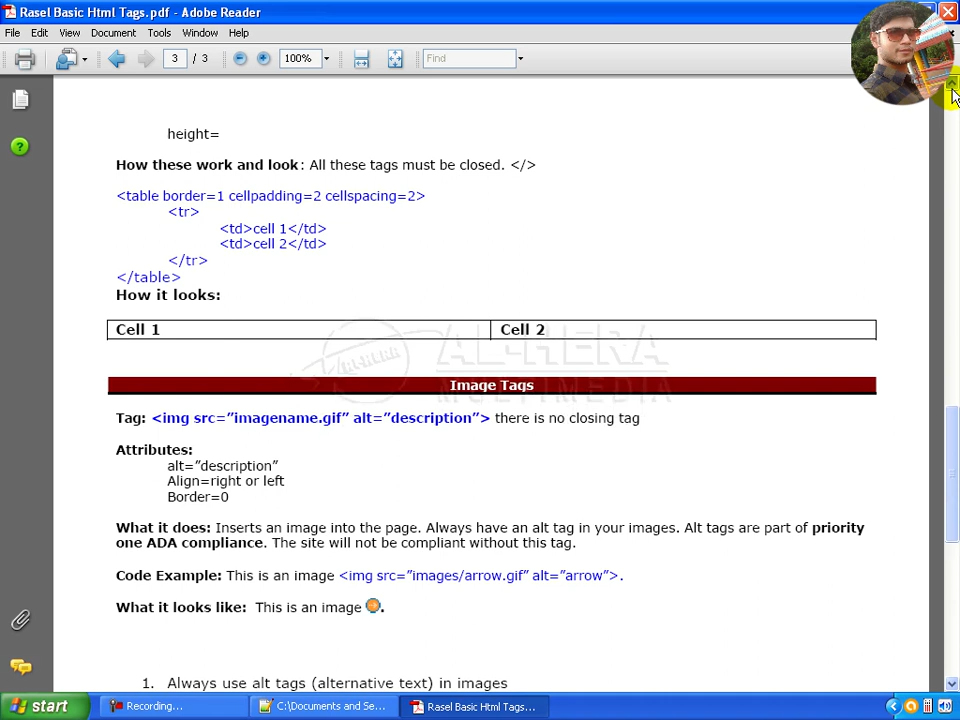 Rasel Basic Html Tags.pdf - Adobe Reader
File Edit View Document Tools Window Help
3 / 3 100% Find
height=
How these work and look: All these tags must be closed. </>
<table border=1 cellpadding=2 cellspacing=2>
<tr>
<td>cell 1</td>
<td>cell 2</td>
</tr>
</table>
How it looks:
Cell 1 Cell 2
AL-HERA
MULTIMEDIA
Image Tags
Tag: <img src=”imagename.gif” alt=”description”> there is no closing tag
Attributes:
alt=”description”
Align=right or left
Border=0
What it does: Inserts an image into the page. Always have an alt tag in your images. Alt tags are part of priority
one ADA compliance. The site will not be compliant without this tag.
Code Example: This is an image <img src=”images/arrow.gif” alt=”arrow”>.
What it looks like: This is an image .
1. Always use alt tags (alternative text) in images
start Recording... C:\Documents and Se... Rasel Basic Html Tags...